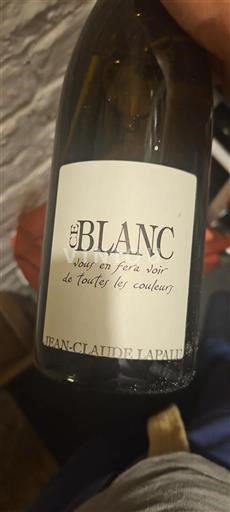 CE BLANC
vous en fera voir
de toutes les couleurs
JEAN-CLAUDE LAPALU